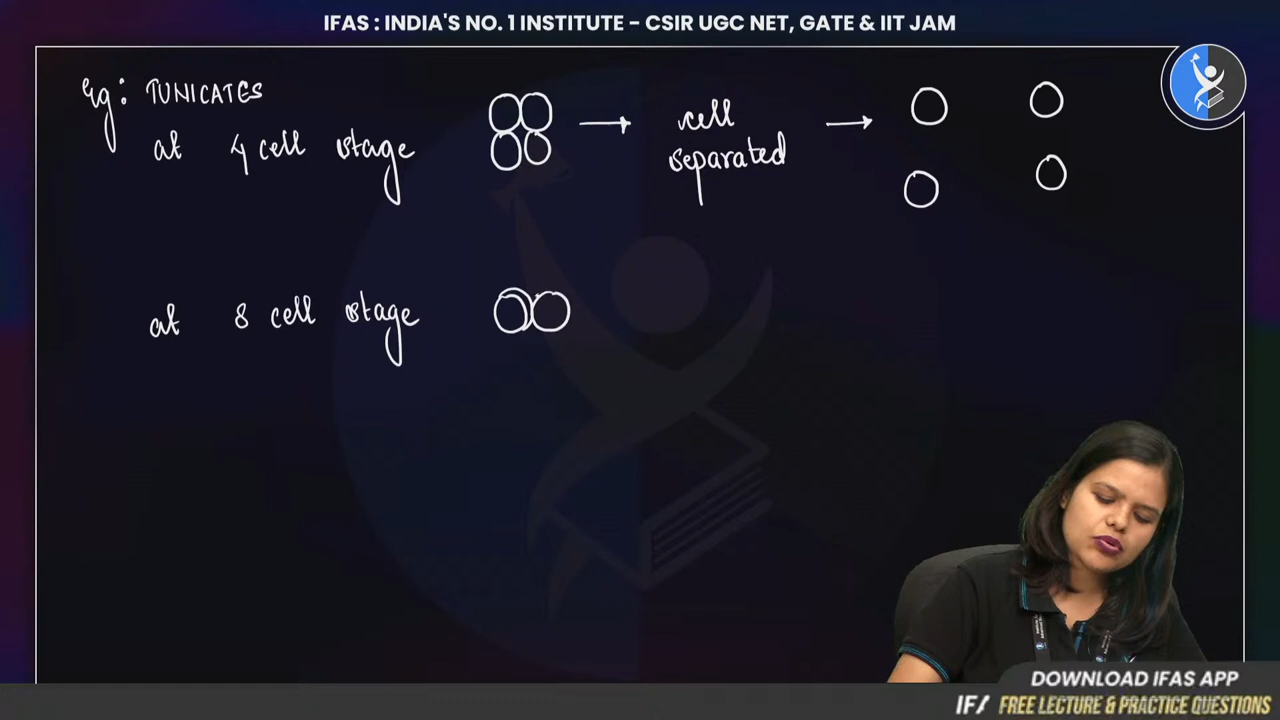 IFAS : INDIA'S NO. 1 INSTITUTE – CSIR UGC NET, GATE & IIT JAM
Eg: TUNICATES
at 4 cell stage
cell
separated
at 8 cell stage
DOWNLOAD IFAS APP
IF/ FREE LECTURE & PRACTICE QUESTIONS